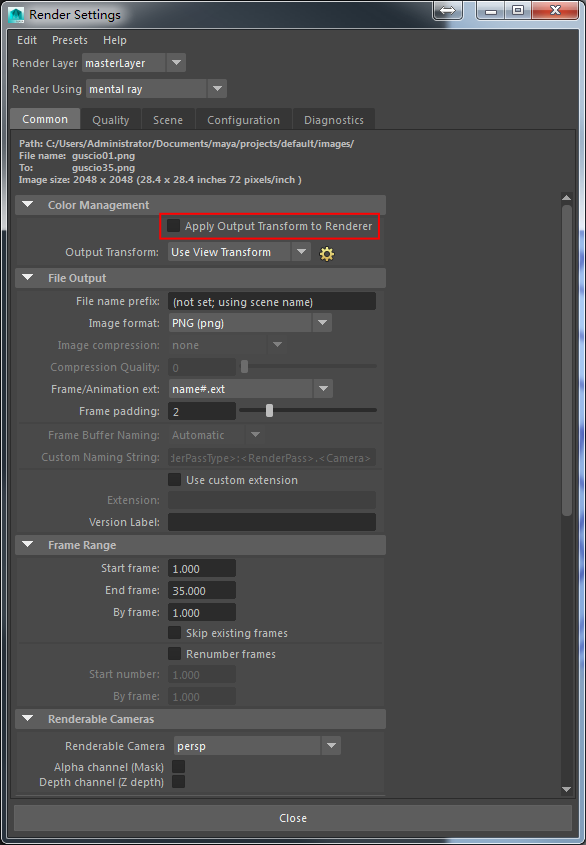 Render Settings
Edit Presets Help
Render Layer masterLayer
Render Using mental ray
Common Quality Scene Configuration Diagnostics
Path: C:/Users/Administrator/Documents/maya/projects/default/images/
File name: guscio01.png
To: guscio35.png
Image size: 2048 x 2048 (28.4 x 28.4 inches 72 pixels/inch )
Color Management
Apply Output Transform to Renderer
Output Transform: Use View Transform
File Output
File name prefix: (not set; using scene name)
Image format: PNG (png)
Image compression: none
Compression Quality: 0
Frame/Animation ext: name#.ext
Frame padding: 2
Frame Buffer Naming: Automatic
Custom Naming String: derPassType>:<RenderPass>.<Camera>
Use custom extension
Extension:
Version Label:
Frame Range
Start frame: 1.000
End frame: 35.000
By frame: 1.000
Skip existing frames
Renumber frames
Start number: 1.000
By frame: 1.000
Renderable Cameras
Renderable Camera persp
Alpha channel (Mask)
Depth channel (Z depth)
Close